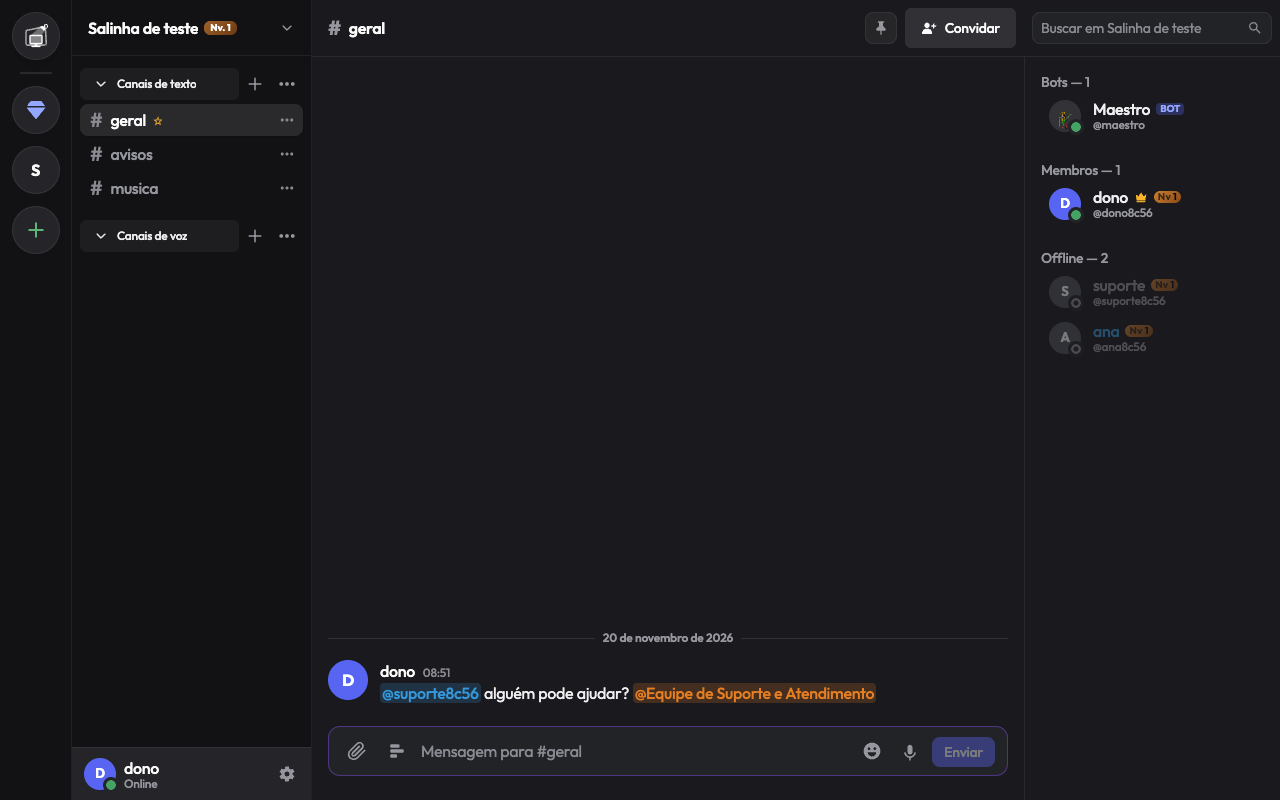 Salinha de teste Nv. 1
# geral
Convidar
Buscar em Salinha de teste
S
Canais de texto
# geral
# avisos
# musica
Canais de voz
20 de novembro de 2026
D
dono 08:51
@suporte8c56 alguém pode ajudar? @Equipe de Suporte e Atendimento
Mensagem para #geral
Enviar
Bots — 1
Maestro BOT
@maestro
Membros — 1
D
dono Nv 1
@dono8c56
Offline — 2
S
suporte Nv 1
@suporte8c56
A
ana Nv 1
@ana8c56
D
dono
Online